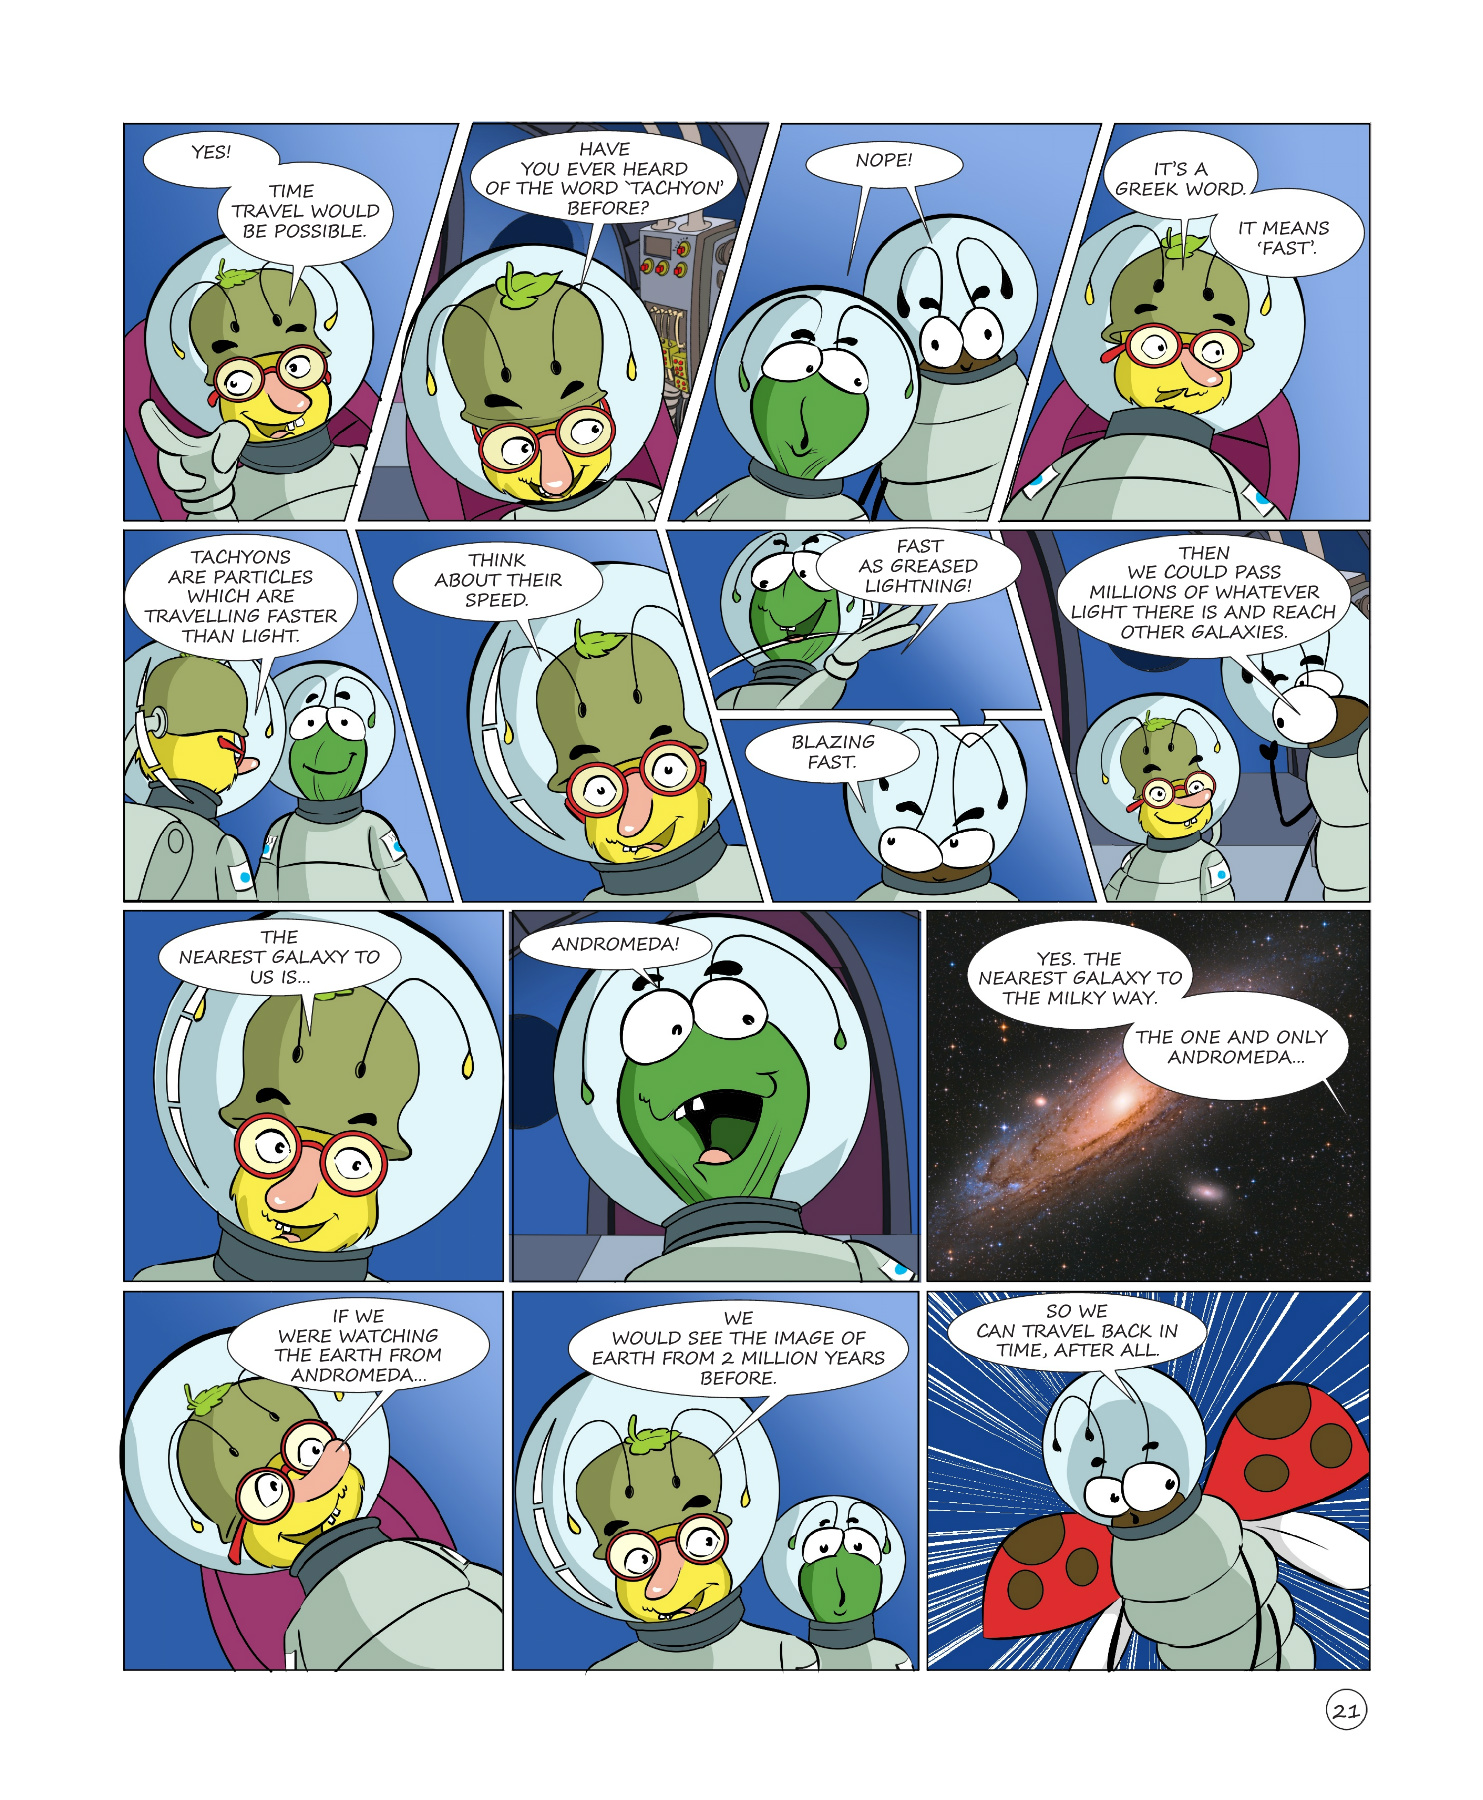 YES!
TIME
TRAVEL WOULD
BE POSSIBLE.
HAVE
YOU EVER HEARD
OF THE WORD ‵TACHYON’
BEFORE?
NOPE!
IT’S A
GREEK WORD.
IT MEANS
‘FAST’.
TACHYONS
ARE PARTICLES
WHICH ARE
TRAVELLING FASTER
THAN LIGHT.
THINK
ABOUT THEIR
SPEED.
FAST
AS GREASED
LIGHTNING!
BLAZING
FAST.
THEN
WE COULD PASS
MILLIONS OF WHATEVER
LIGHT THERE IS AND REACH
OTHER GALAXIES.
THE
NEAREST GALAXY TO
US IS...
ANDROMEDA!
YES. THE
NEAREST GALAXY TO
THE MILKY WAY.
THE ONE AND ONLY
ANDROMEDA...
IF WE
WERE WATCHING
THE EARTH FROM
ANDROMEDA...
WE
WOULD SEE THE IMAGE OF
EARTH FROM 2 MILLION YEARS
BEFORE.
SO WE
CAN TRAVEL BACK IN
TIME, AFTER ALL.
21